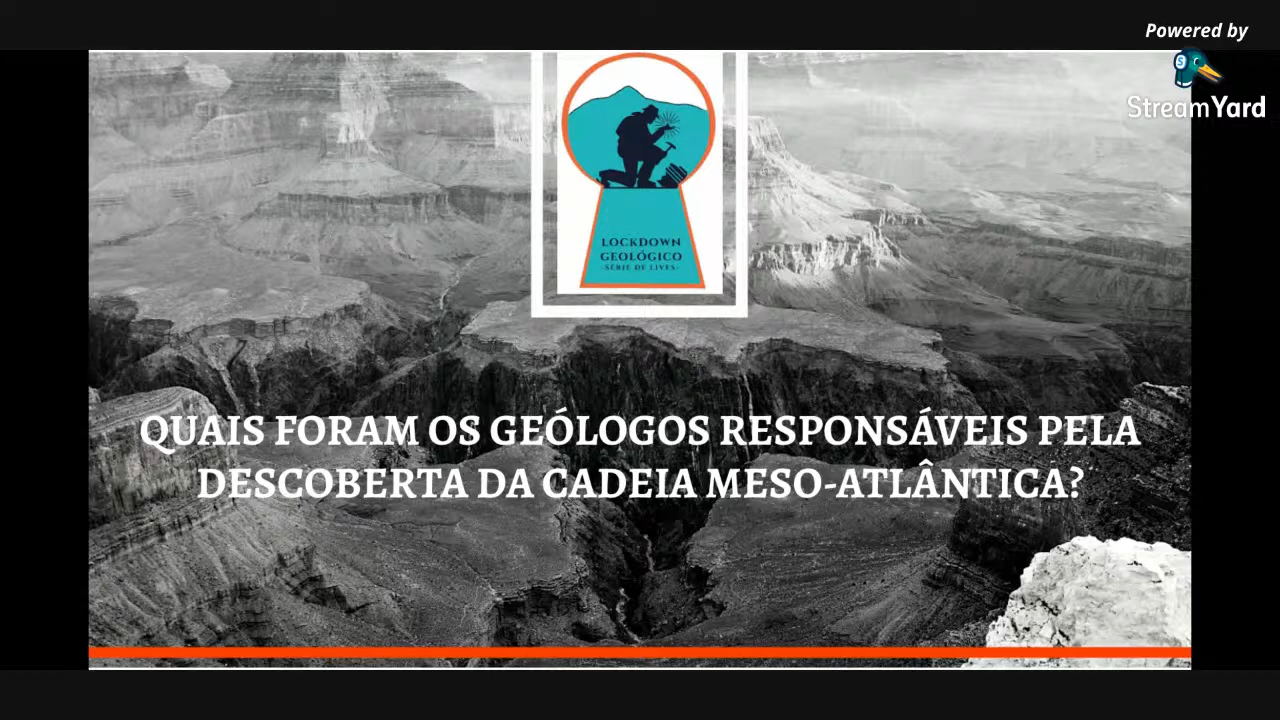 Powered by
StreamYard
LOCKDOWN
GEOLÓGICO
-SÉRIE DE LIVES-
QUAIS FORAM OS GEÓLOGOS RESPONSÁVEIS PELA
DESCOBERTA DA CADEIA MESO-ATLÂNTICA?